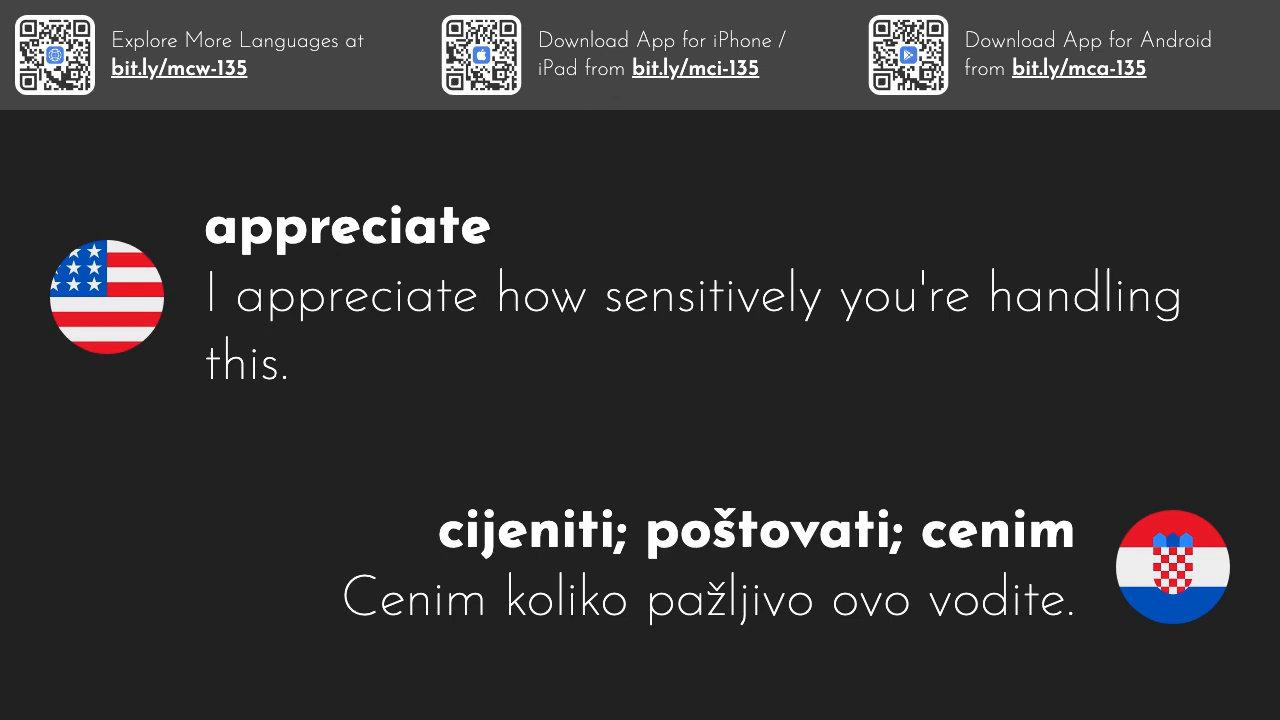 Explore More Languages at
bit.ly/mcw-135
Download App for iPhone /
iPad from bit.ly/mci-135
Download App for Android
from bit.ly/mca-135
appreciate
I appreciate how sensitively you're handling
this.
cijeniti; poštovati; cenim
Cenim koliko pažljivo ovo vodite.